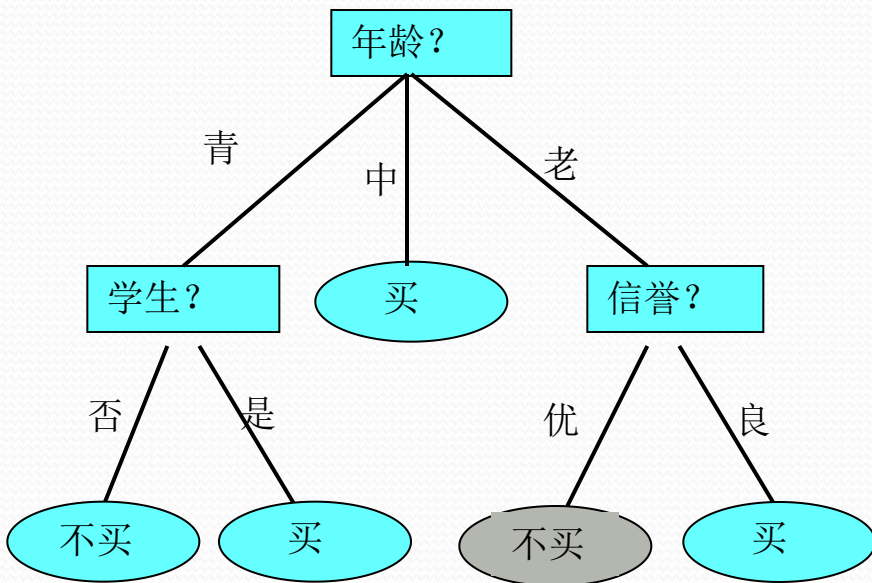 年龄？
青
中
老
学生？
买
信誉？
否
是
优
良
不买
买
不买
买